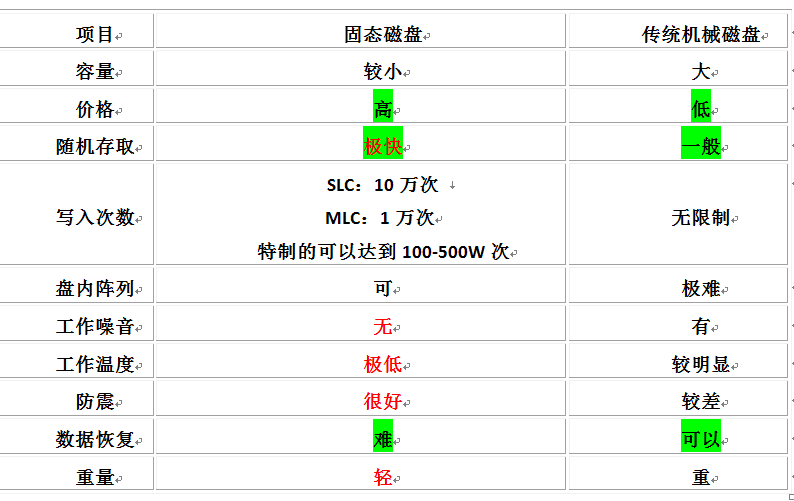 项目 固态磁盘 传统机械磁盘
容量 较小 大
价格 高 低
随机存取 极快 一般
SLC：10 万次
写入次数 MLC：1 万次 无限制
特制的可以达到 100-500W 次
盘内阵列 可 极难
工作噪音 无 有
工作温度 极低 较明显
防震 很好 较差
数据恢复 难 可以
重量 轻 重